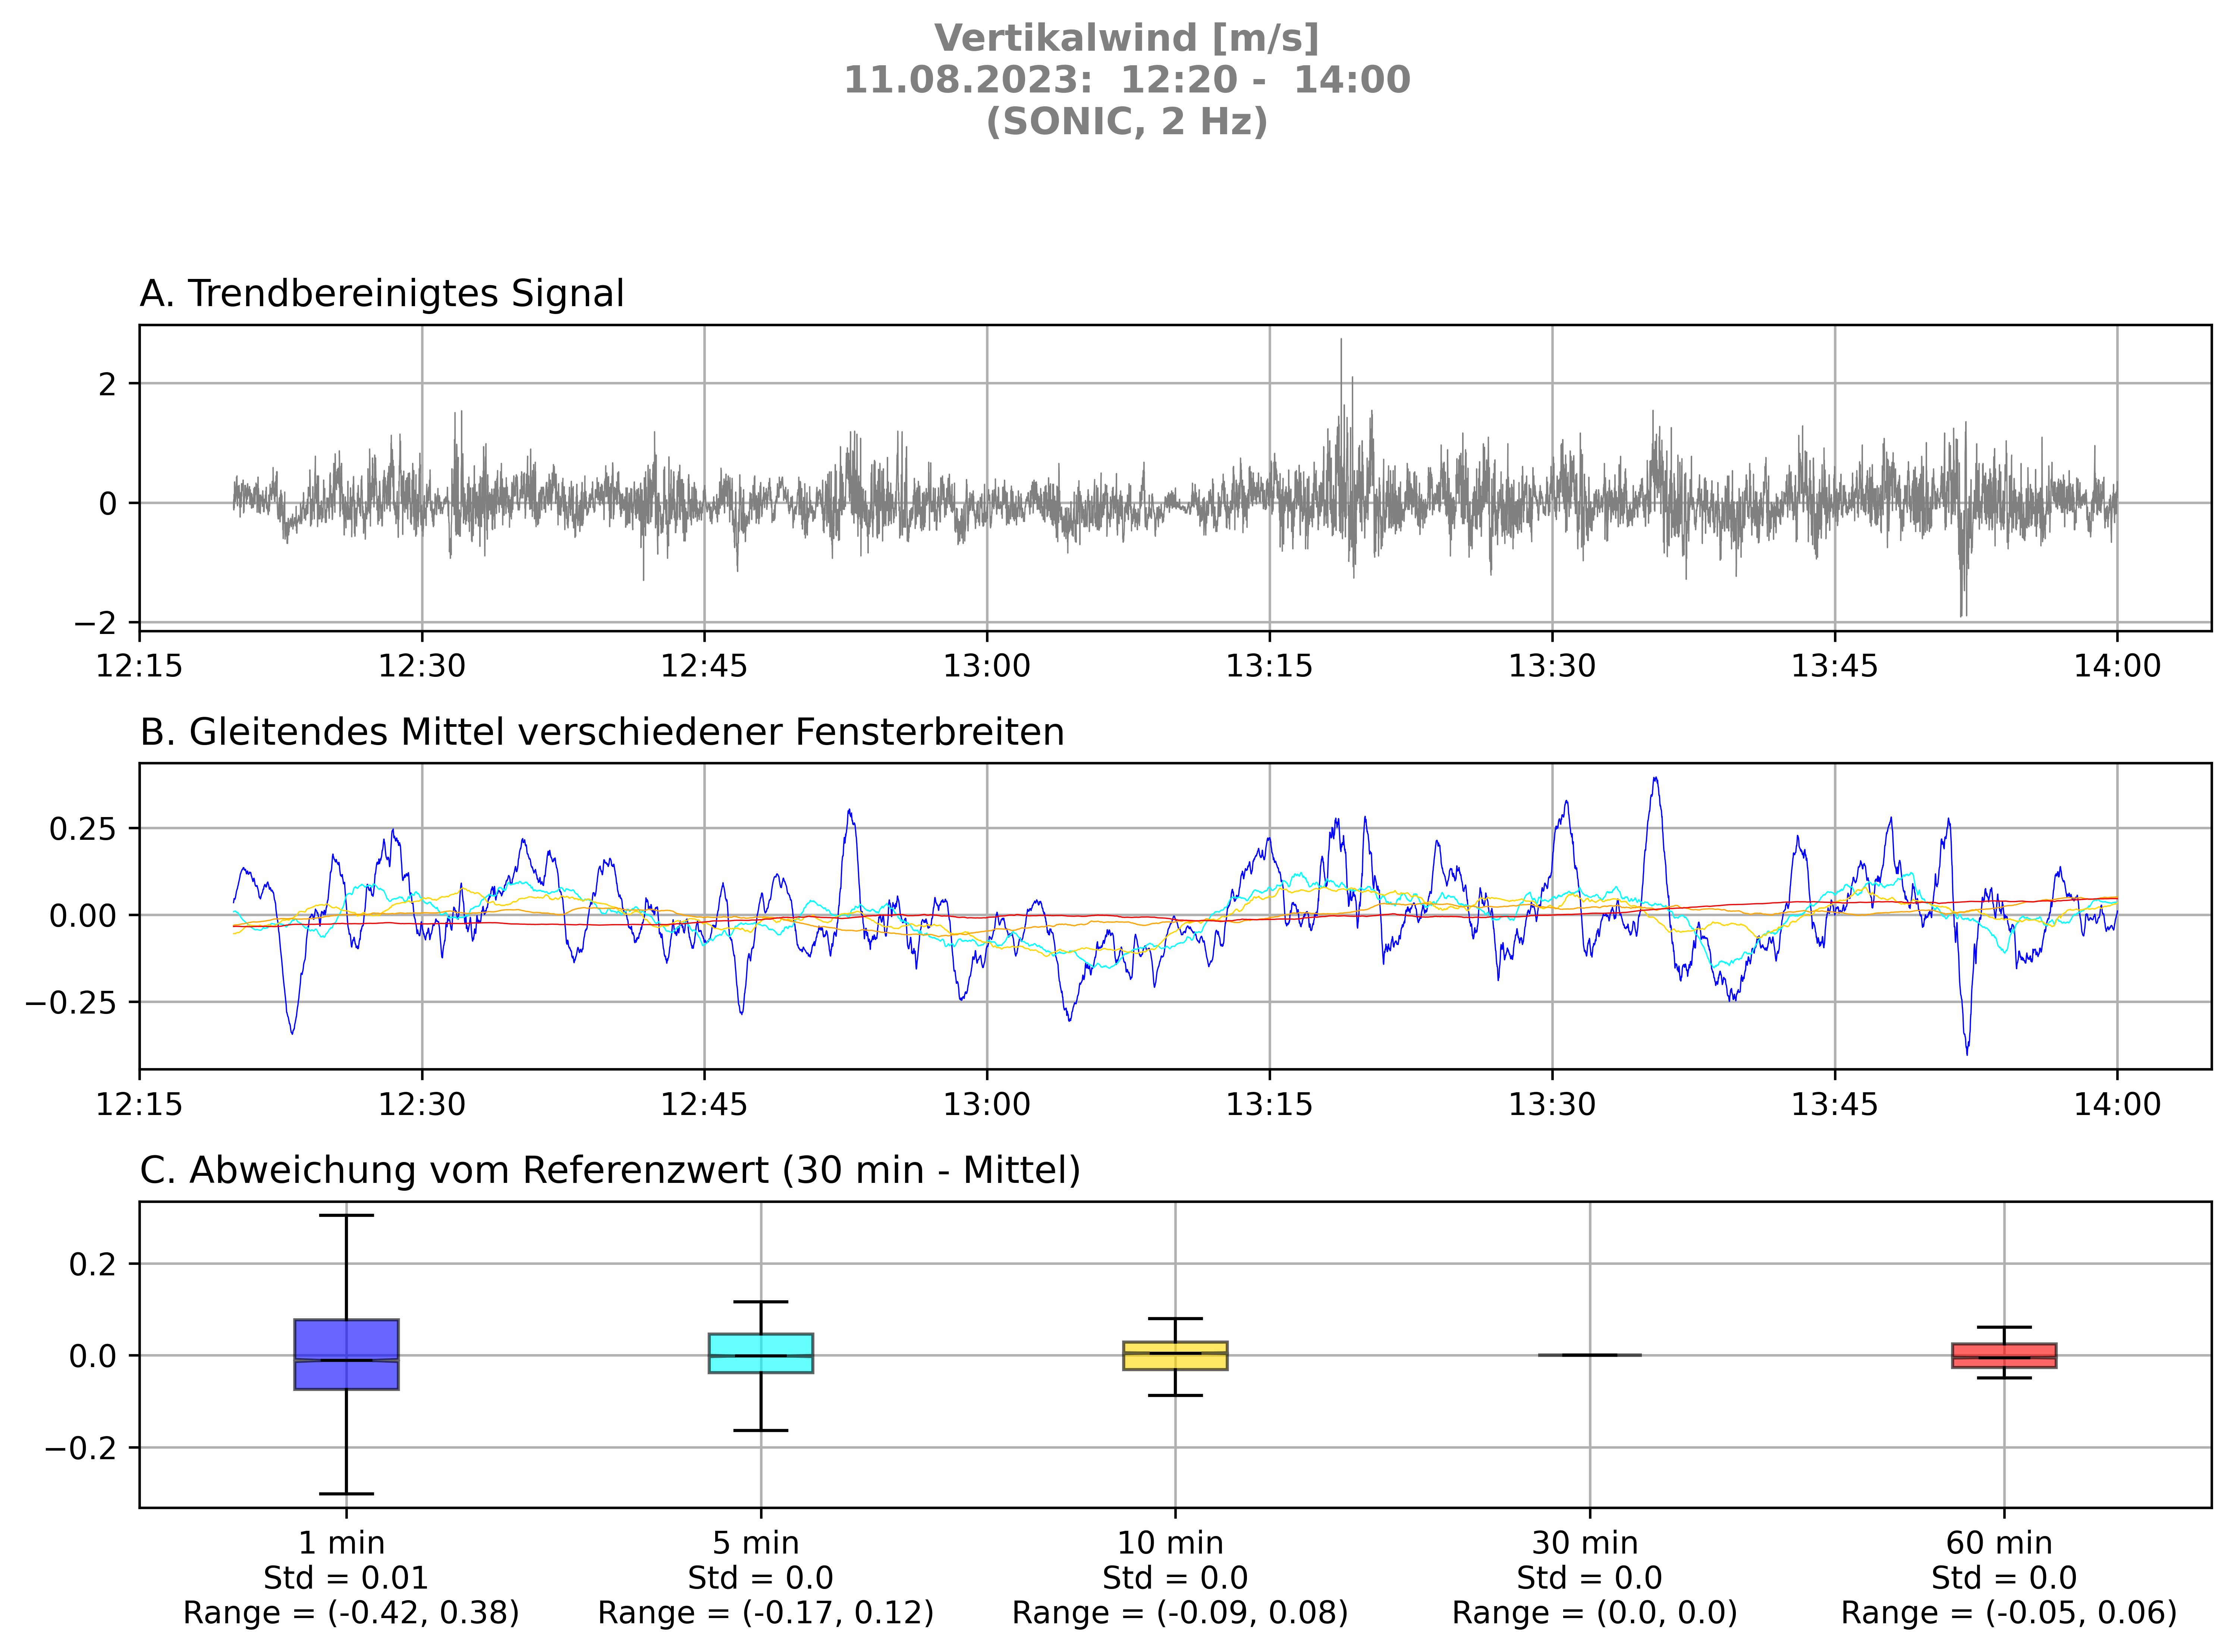 Vertikalwind [m/s]
11.08.2023:  12:20 -  14:00
(SONIC, 2 Hz)
A. Trendbereinigtes Signal
2
0
−2
12:15 12:30 12:45 13:00 13:15 13:30 13:45 14:00
B. Gleitendes Mittel verschiedener Fensterbreiten
0.25
0.00
−0.25
12:15 12:30 12:45 13:00 13:15 13:30 13:45 14:00
C. Abweichung vom Referenzwert (30 min - Mittel)
0.2
0.0
−0.2
1 min 5 min 10 min 30 min 60 min
Std = 0.01 Std = 0.0 Std = 0.0 Std = 0.0 Std = 0.0
Range = (-0.42, 0.38) Range = (-0.17, 0.12) Range = (-0.09, 0.08) Range = (0.0, 0.0) Range = (-0.05, 0.06)